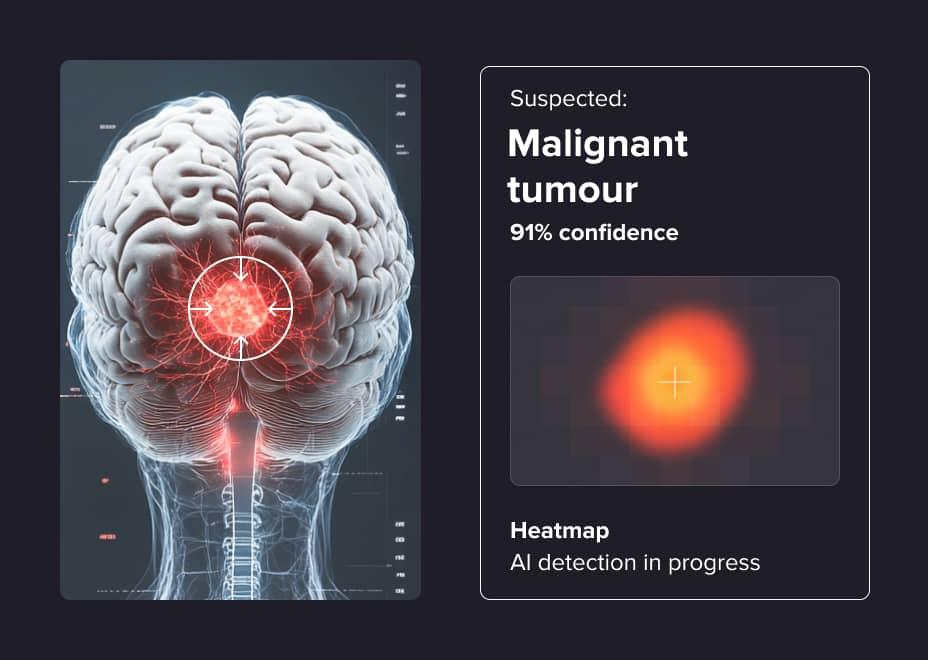 Suspected:
Malignant
tumour
91% confidence
Heatmap
AI detection in progress